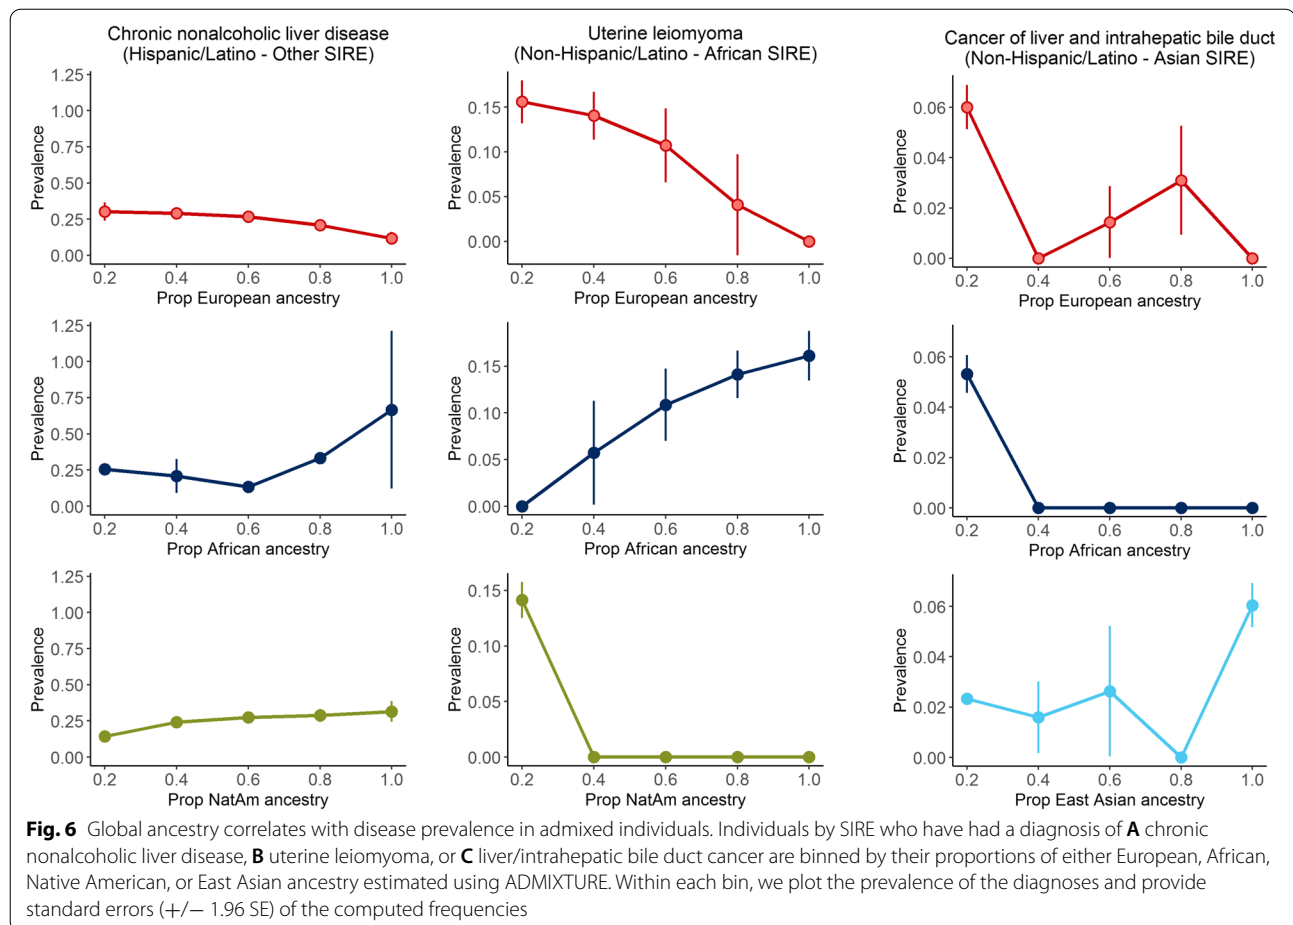 Chronic nonalcoholic liver disease
(Hispanic/Latino - Other SIRE)
1.25
1.00
0.75
0.50
0.25
0.00
Prevalence
0.2 0.4 0.6 0.8 1.0
Prop European ancestry
Uterine leiomyoma
(Non-Hispanic/Latino - African SIRE)
0.15
0.10
0.05
0.00
Prevalence
0.2 0.4 0.6 0.8 1.0
Prop European ancestry
Cancer of liver and intrahepatic bile duct
(Non-Hispanic/Latino - Asian SIRE)
0.06
0.04
0.02
0.00
Prevalence
0.2 0.4 0.6 0.8 1.0
Prop European ancestry
1.25
1.00
0.75
0.50
0.25
0.00
Prevalence
0.2 0.4 0.6 0.8 1.0
Prop African ancestry
0.15
0.10
0.05
0.00
Prevalence
0.2 0.4 0.6 0.8 1.0
Prop African ancestry
0.06
0.04
0.02
0.00
Prevalence
0.2 0.4 0.6 0.8 1.0
Prop African ancestry
1.25
1.00
0.75
0.50
0.25
0.00
Prevalence
0.2 0.4 0.6 0.8 1.0
Prop NatAm ancestry
0.15
0.10
0.05
0.00
Prevalence
0.2 0.4 0.6 0.8 1.0
Prop NatAm ancestry
0.06
0.04
0.02
0.00
Prevalence
0.2 0.4 0.6 0.8 1.0
Prop East Asian ancestry
Fig. 6 Global ancestry correlates with disease prevalence in admixed individuals. Individuals by SIRE who have had a diagnosis of A chronic
nonalcoholic liver disease, B uterine leiomyoma, or C liver/intrahepatic bile duct cancer are binned by their proportions of either European, African,
Native American, or East Asian ancestry estimated using ADMIXTURE. Within each bin, we plot the prevalence of the diagnoses and provide
standard errors (+/− 1.96 SE) of the computed frequencies